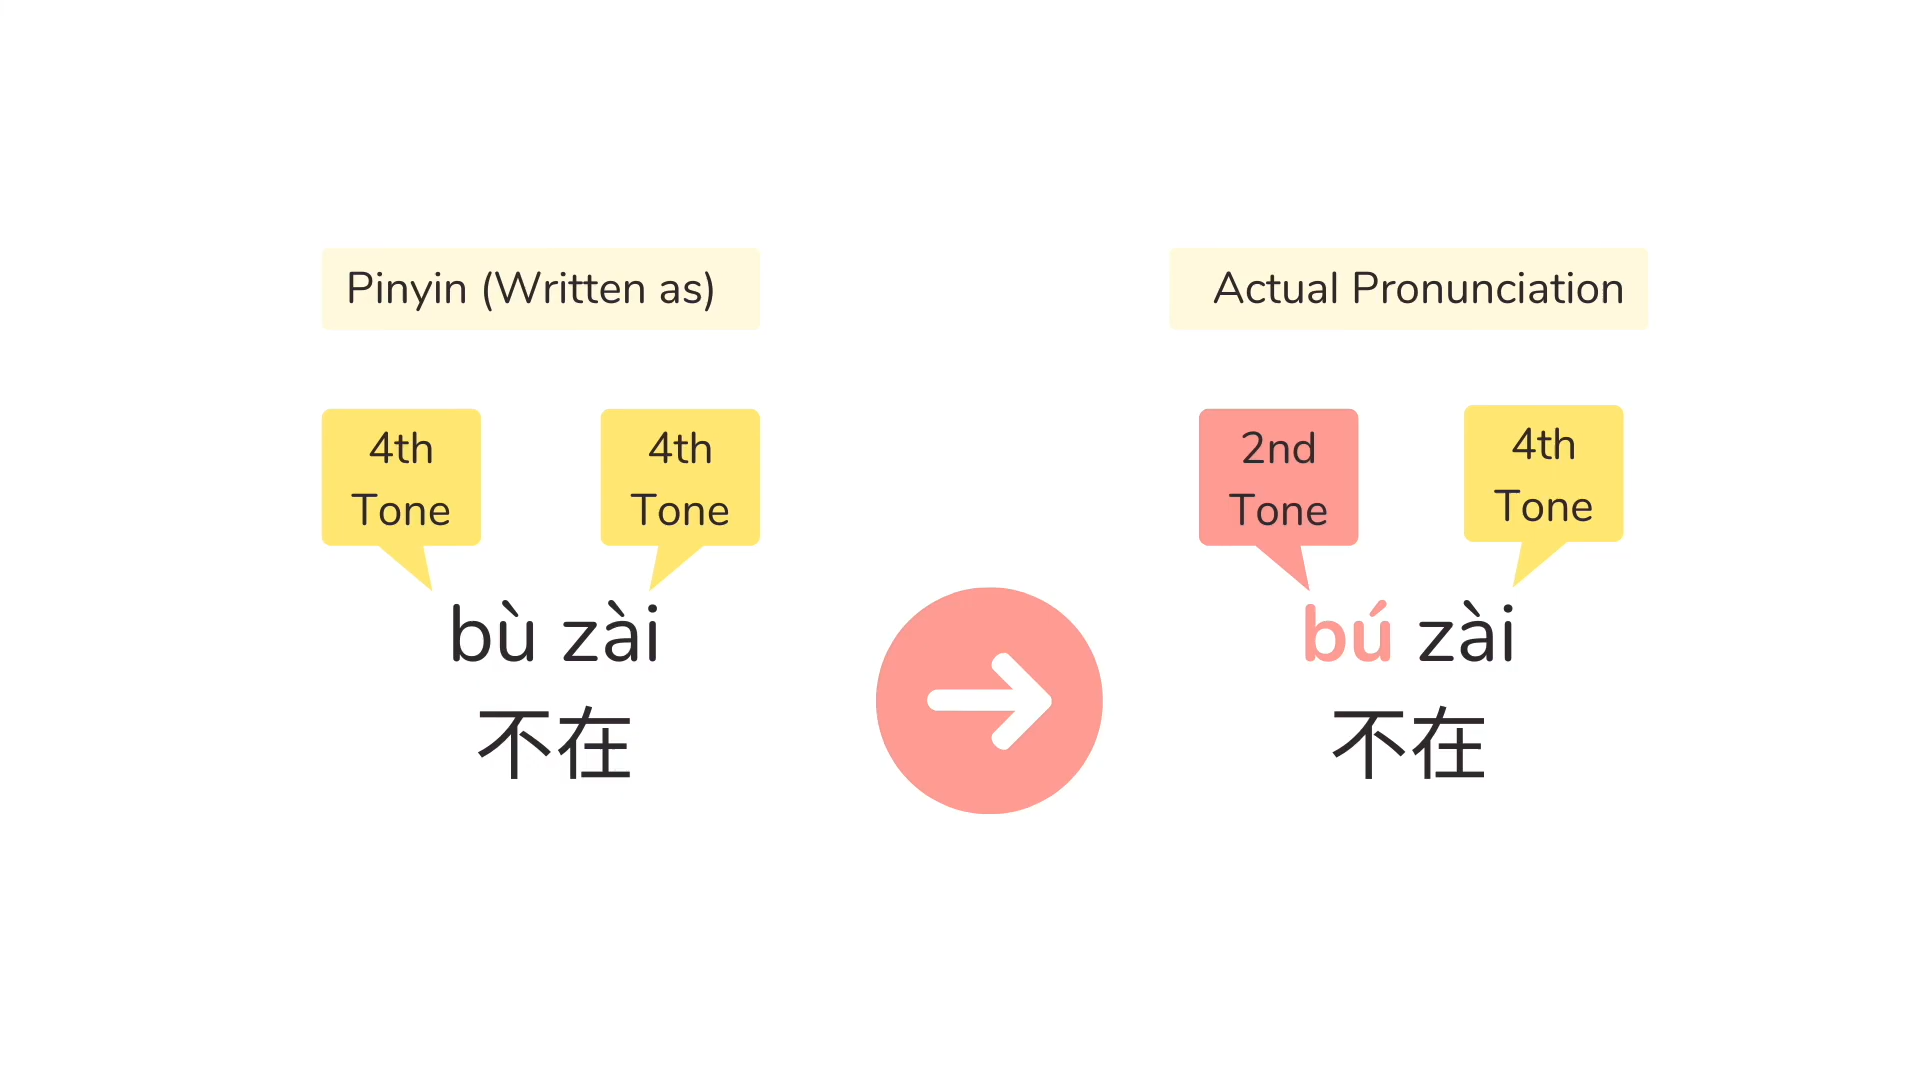 Pinyin (Written as)
4th
Tone
4th
Tone
bù zài
不在
Actual Pronunciation
2nd
Tone
4th
Tone
bú zài
不在